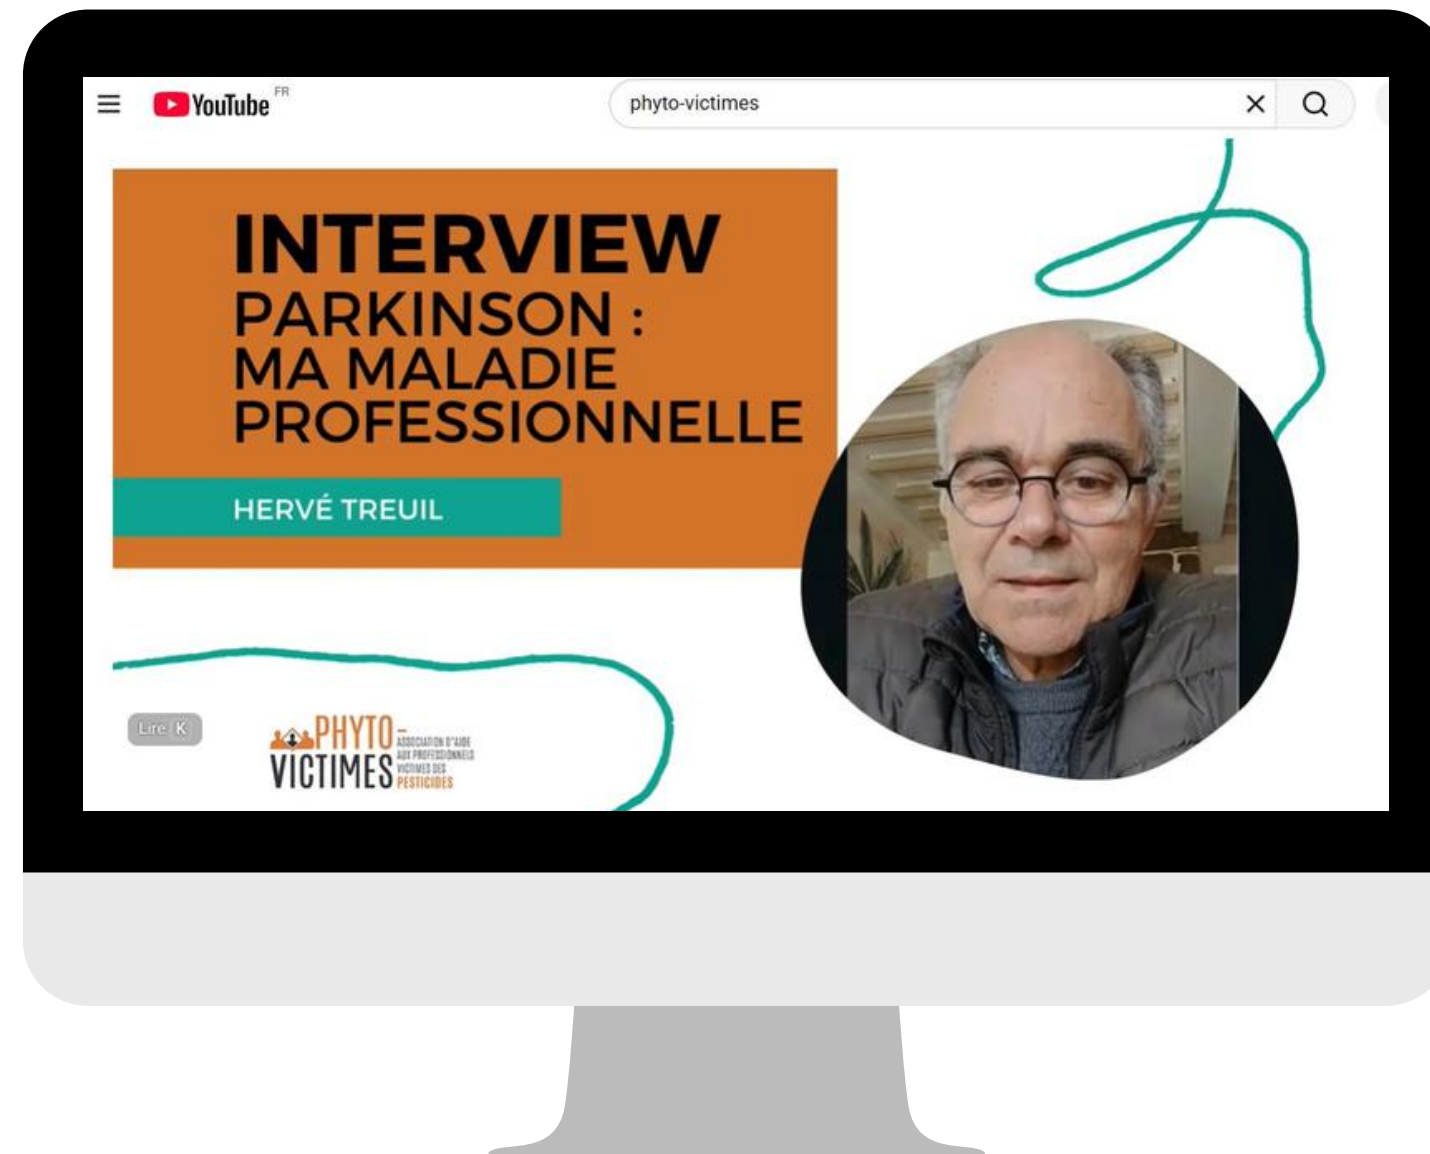 YouTube FR
phyto-victimes
INTERVIEW
PARKINSON :
MA MALADIE
PROFESSIONNELLE
HERVÉ TREUIL
Lire K
PHYTO-
VICTIMES
ASSOCIATION D'AIDE
AUX PROFESSIONNELS
VICTIMES DES
PESTICIDES